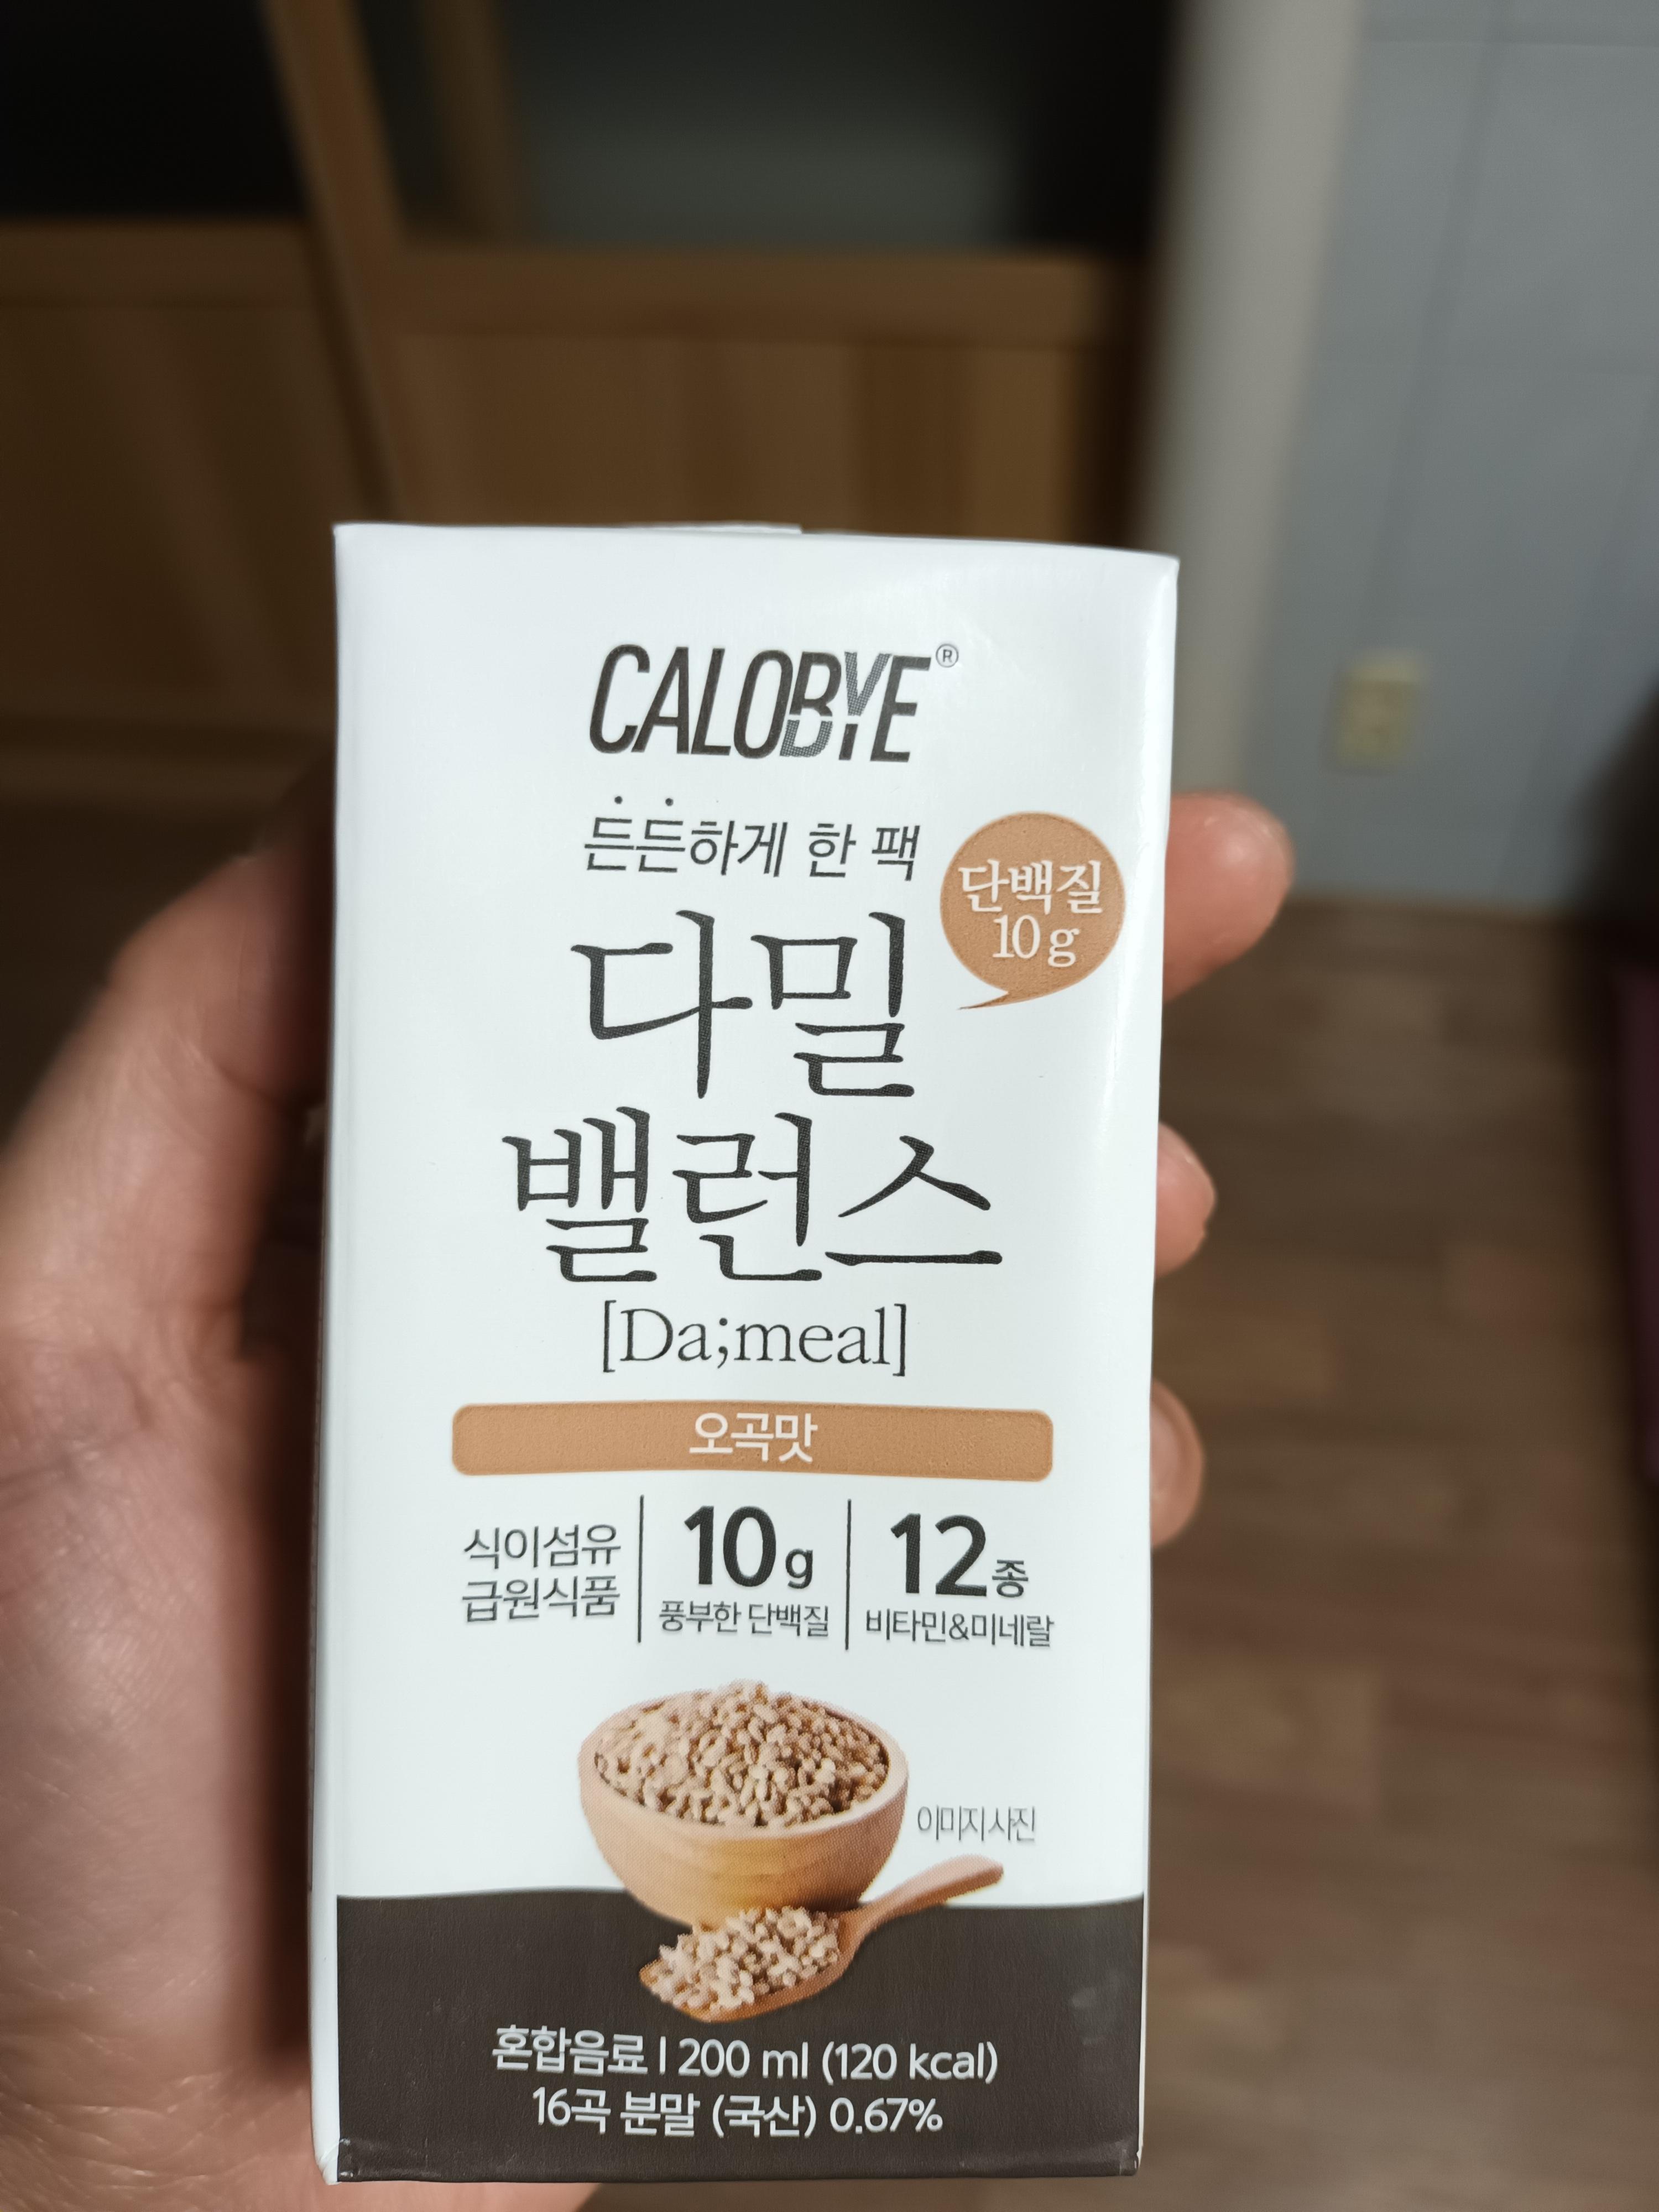 CALOBYE®
든든하게 한 팩
단백질
10g
다밀
밸런스
[Da;meal]
오곡맛
식이섬유
급원식품
10g
풍부한 단백질
12종
비타민&미네랄
이미지 사진
혼합음료 | 200 ml (120 kcal)
16곡 분말 (국산) 0.67%